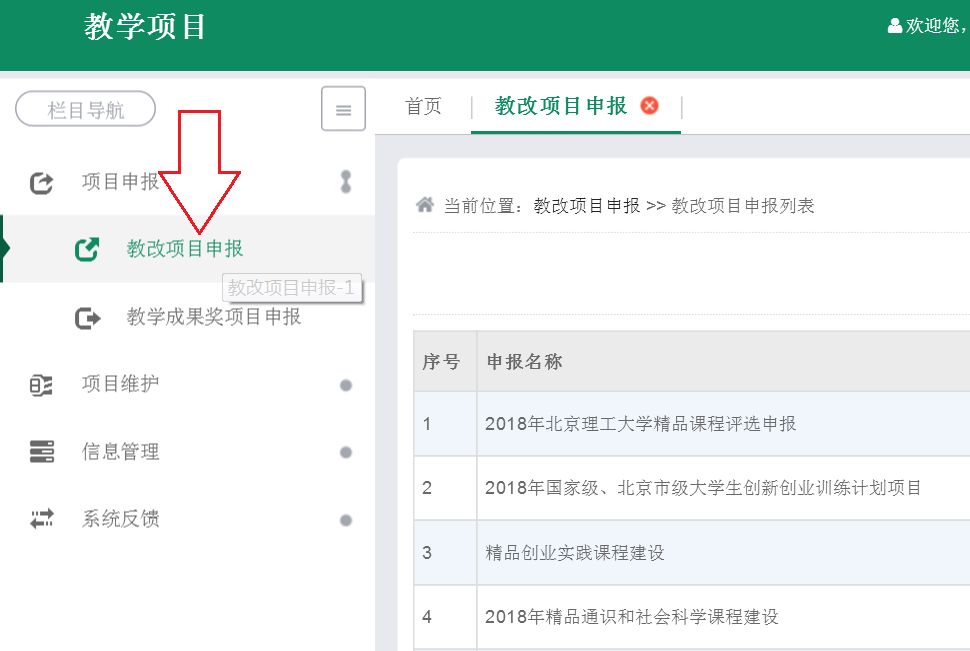 教学项目
欢迎您,
栏目导航
首页
教改项目申报
项目申报
当前位置：教改项目申报 >> 教改项目申报列表
教改项目申报
教改项目申报-1
教学成果奖项目申报
项目维护
信息管理
系统反馈
序号 申报名称
1 2018年北京理工大学精品课程评选申报
2 2018年国家级、北京市级大学生创新创业训练计划项目
3 精品创业实践课程建设
4 2018年精品通识和社会科学课程建设